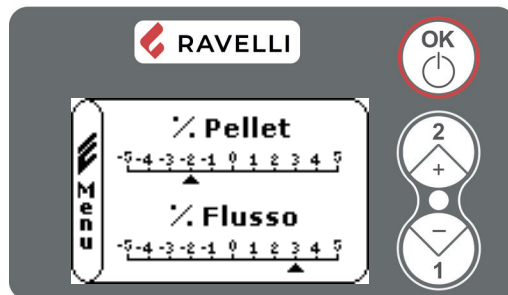 RAVELLI
OK
% Pellet
-5 -4 -3 -2 -1 0 1 2 3 4 5
Menu
% Flusso
-5 -4 -3 -2 -1 0 1 2 3 4 5
2
+
−
1